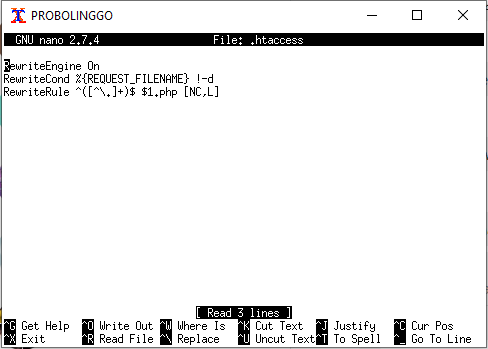 PROBOLINGGO
GNU nano 2.7.4 File: .htaccess
RewriteEngine On
RewriteCond %{REQUEST_FILENAME} !-d
RewriteRule ^([^\.]+)$ $1.php [NC,L]
[ Read 3 lines ]
^G Get Help ^O Write Out ^W Where Is ^K Cut Text ^J Justify ^C Cur Pos
^X Exit ^R Read File ^\ Replace ^U Uncut Text ^T To Spell ^_ Go To Line